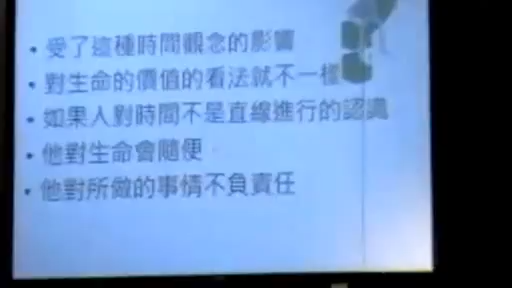 • 受了這種時間觀念的影響
• 對生命的價值的看法就不一樣
• 如果人對時間不是直線進行的認識
• 他對生命會隨便
• 他對所做的事情不負責任